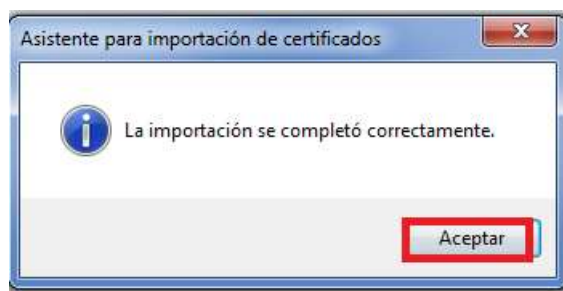 Asistente para importación de certificados
La importación se completó correctamente.
Aceptar